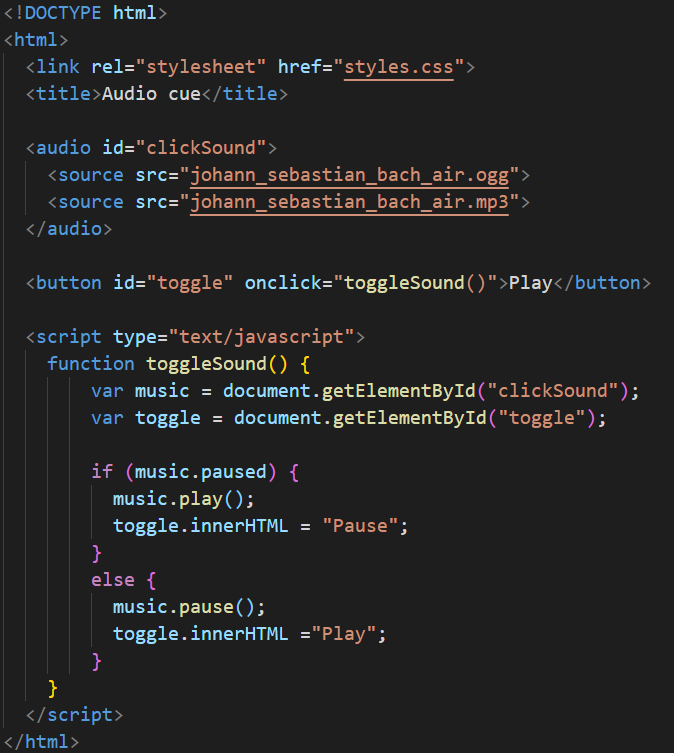 <!DOCTYPE html>
<html>
  <link rel="stylesheet" href="styles.css">
  <title>Audio cue</title>

  <audio id="clickSound">
    <source src="johann_sebastian_bach_air.ogg">
    <source src="johann_sebastian_bach_air.mp3">
  </audio>

  <button id="toggle" onclick="toggleSound()">Play</button>

  <script type="text/javascript">
    function toggleSound() {
        var music = document.getElementById("clickSound");
        var toggle = document.getElementById("toggle");

        if (music.paused) {
          music.play();
          toggle.innerHTML = "Pause";
        }
        else {
          music.pause();
          toggle.innerHTML ="Play";
        }
    }
  </script>
</html>